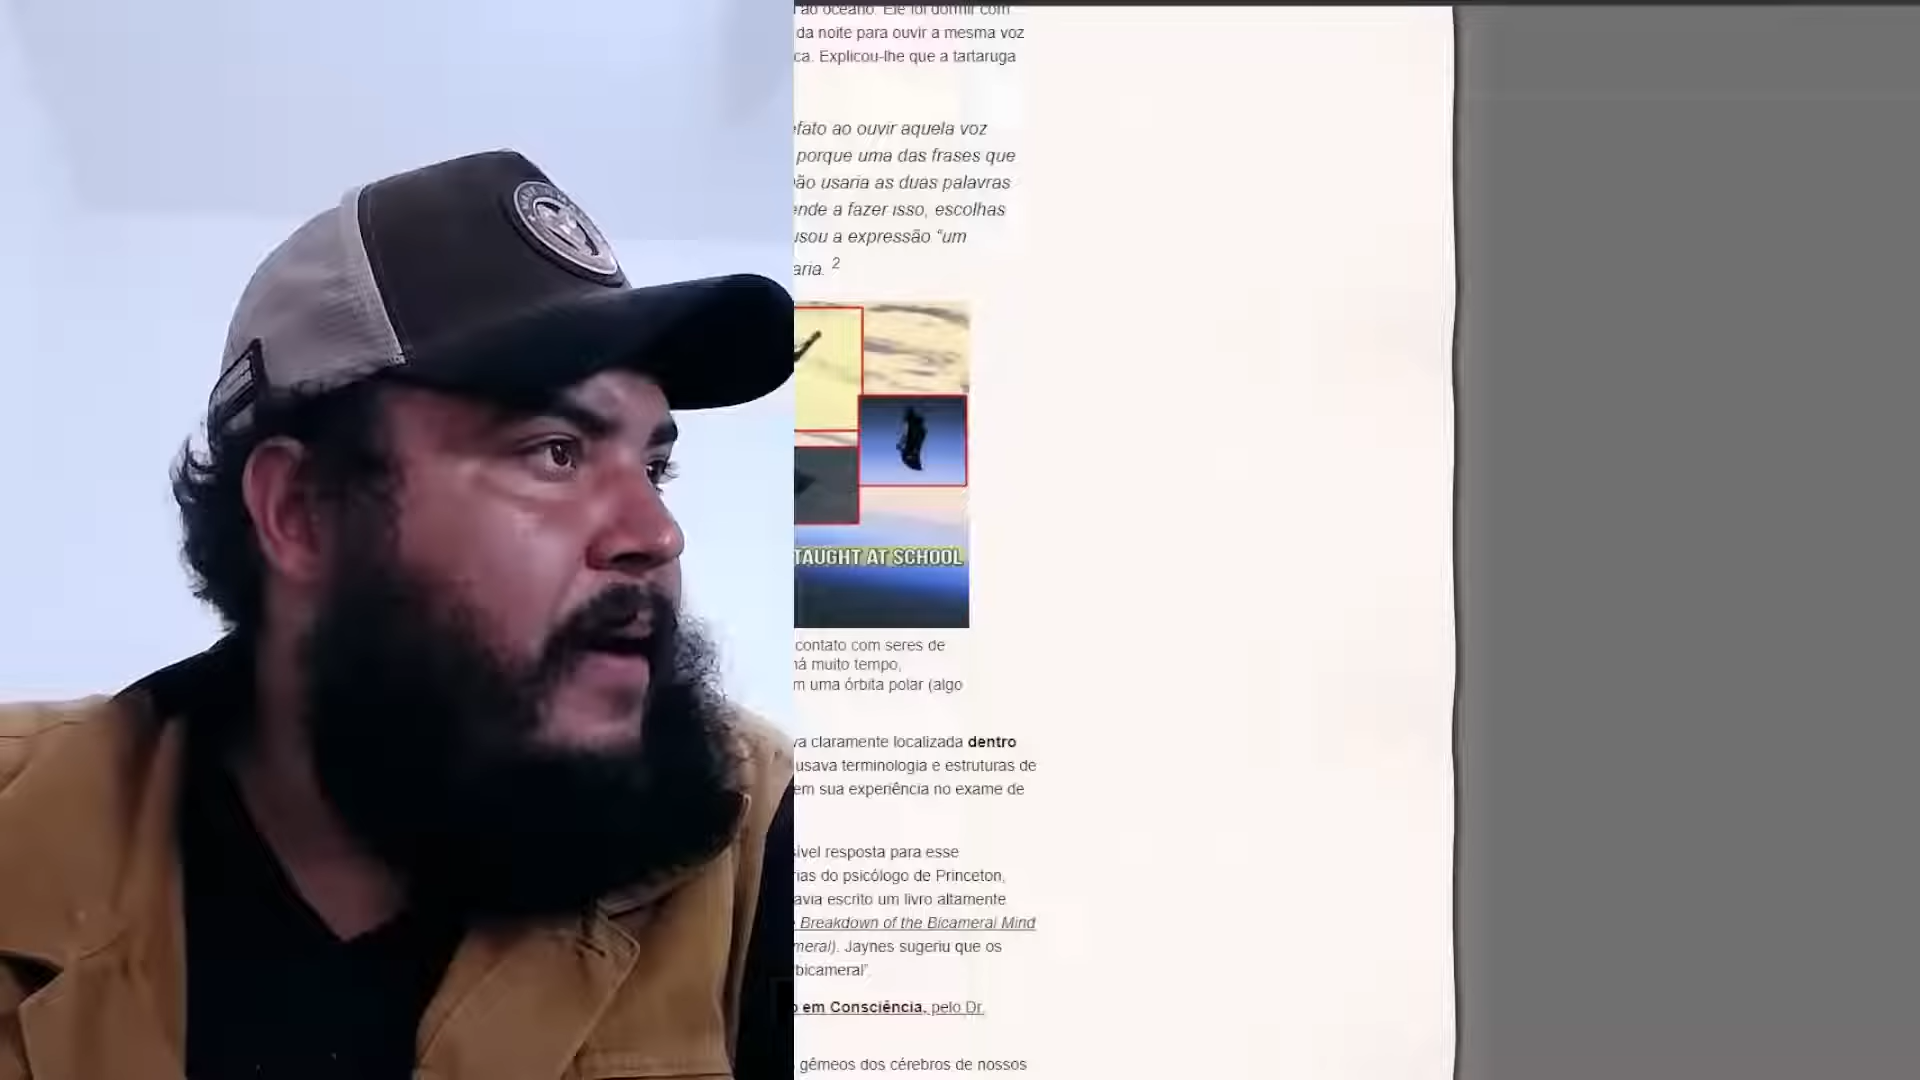 ao oceano. Ele foi dormir com
da noite para ouvir a mesma voz
ca. Explicou-lhe que a tartaruga
efato ao ouvir aquela voz
porque uma das frases que
ão usaria as duas palavras
ende a fazer isso, escolhas
usou a expressão “um
aria. 2
TAUGHT AT SCHOOL
contato com seres de
há muito tempo,
m uma órbita polar (algo
va claramente localizada dentro
usava terminologia e estruturas de
em sua experiência no exame de
sível resposta para esse
rias do psicólogo de Princeton,
avia escrito um livro altamente
e Breakdown of the Bicameral Mind
meral). Jaynes sugeriu que os
bicameral”.
o em Consciência, pelo Dr.
gêmeos dos cérebros de nossos